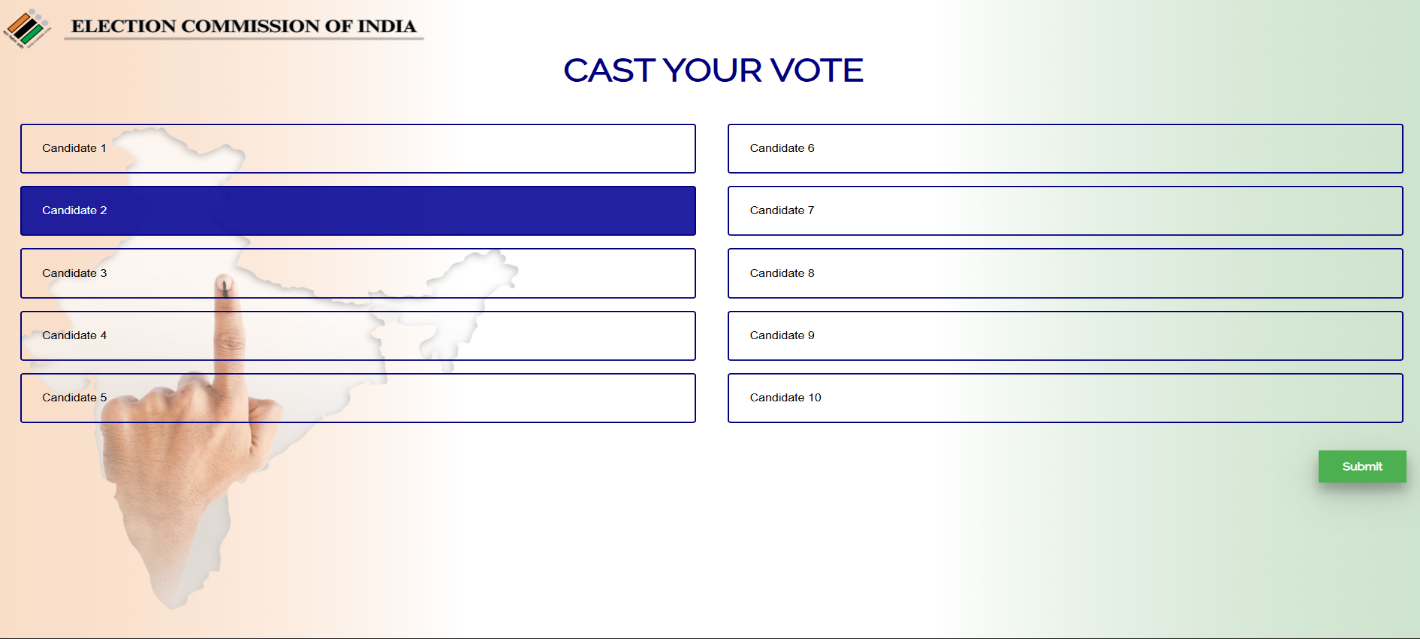 ELECTION COMMISSION OF INDIA
CAST YOUR VOTE
Candidate 1
Candidate 2
Candidate 3
Candidate 4
Candidate 5
Candidate 6
Candidate 7
Candidate 8
Candidate 9
Candidate 10
Submit